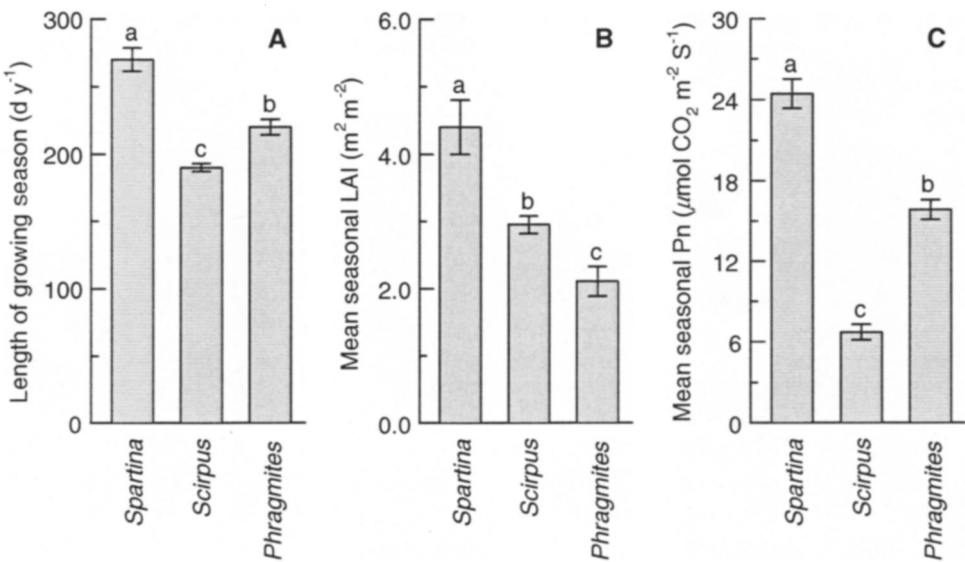 Length of growing season (d y⁻¹)
300
200
100
0
A
a
c
b
Spartina
Scirpus
Phragmites
Mean seasonal LAI (m² m⁻²)
6.0
4.0
2.0
0.0
B
a
b
c
Spartina
Scirpus
Phragmites
Mean seasonal Pn (μmol CO₂ m⁻² S⁻¹)
30
24
18
12
6
0
C
a
c
b
Spartina
Scirpus
Phragmites